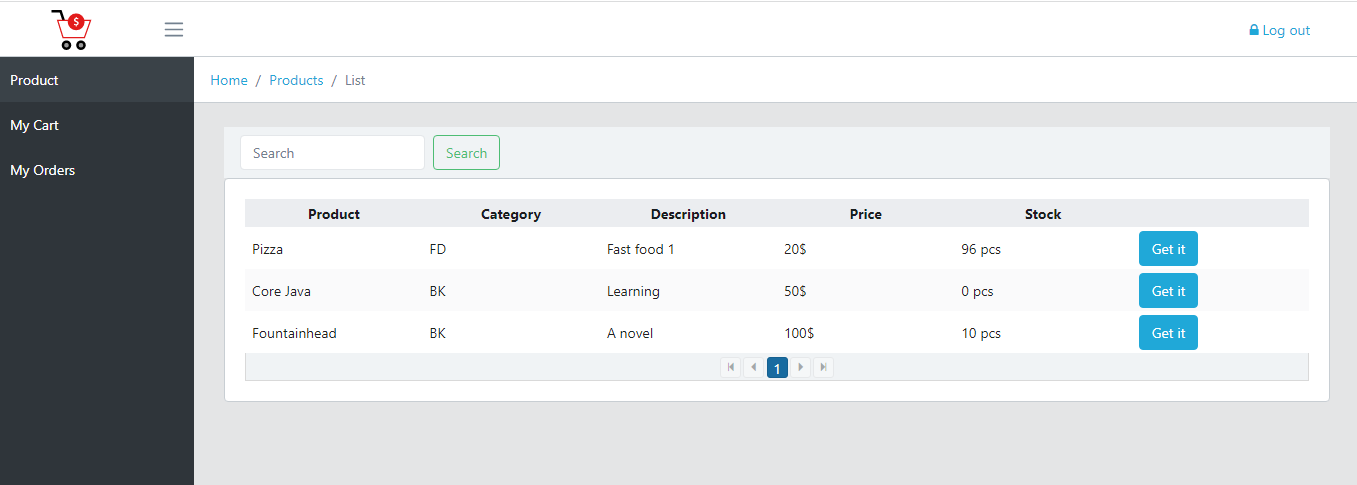 $
Log out
Product
Home / Products / List
My Cart
My Orders
Search Search
Product Category Description Price Stock
Pizza FD Fast food 1 20$ 96 pcs Get it
Core Java BK Learning 50$ 0 pcs Get it
Fountainhead BK A novel 100$ 10 pcs Get it
1